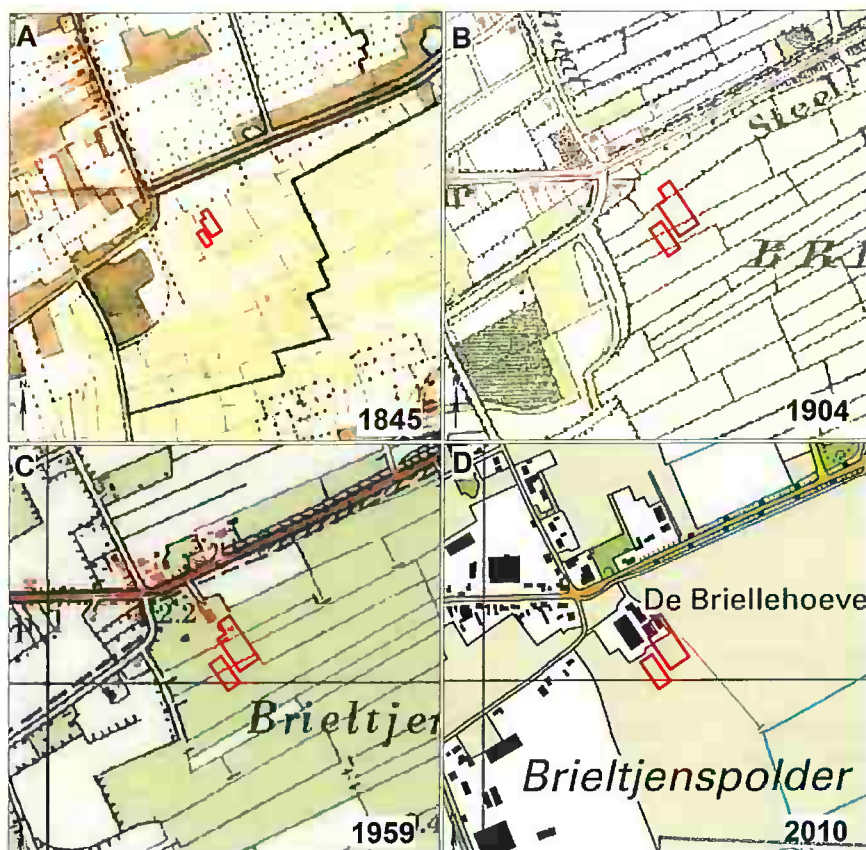 A
1845
B
Steel
1904
C
2.2
Brieltjen
1959
D
De Briellehoeve
Brieltjenspolder
2010